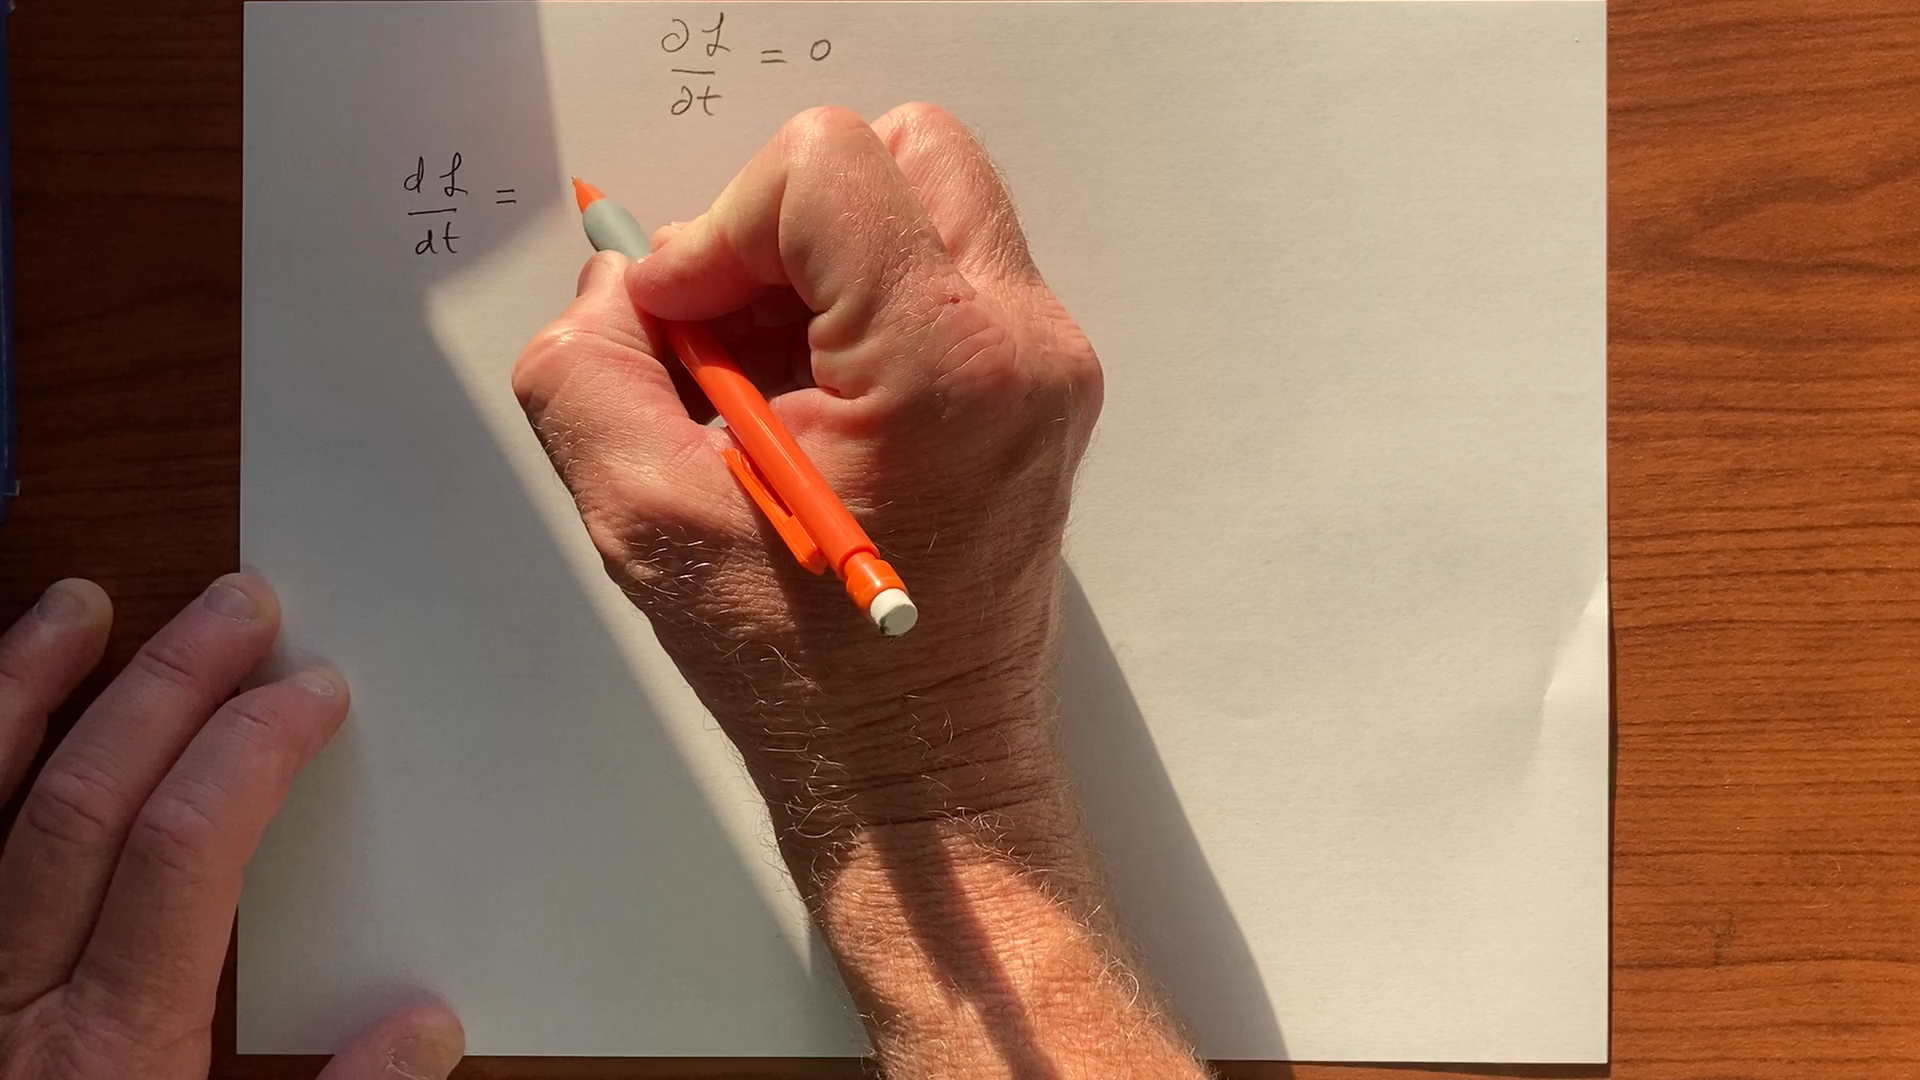 ∂ℒ/∂t = 0
dℒ/dt =